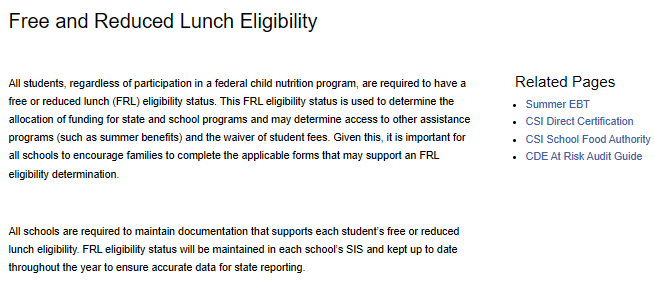 Free and Reduced Lunch Eligibility
All students, regardless of participation in a federal child nutrition program, are required to have a
free or reduced lunch (FRL) eligibility status. This FRL eligibility status is used to determine the
allocation of funding for state and school programs and may determine access to other assistance
programs (such as summer benefits) and the waiver of student fees. Given this, it is important for
all schools to encourage families to complete the applicable forms that may support an FRL
eligibility determination.
All schools are required to maintain documentation that supports each student’s free or reduced
lunch eligibility. FRL eligibility status will be maintained in each school’s SIS and kept up to date
throughout the year to ensure accurate data for state reporting.
Related Pages
Summer EBT
CSI Direct Certification
CSI School Food Authority
CDE At Risk Audit Guide